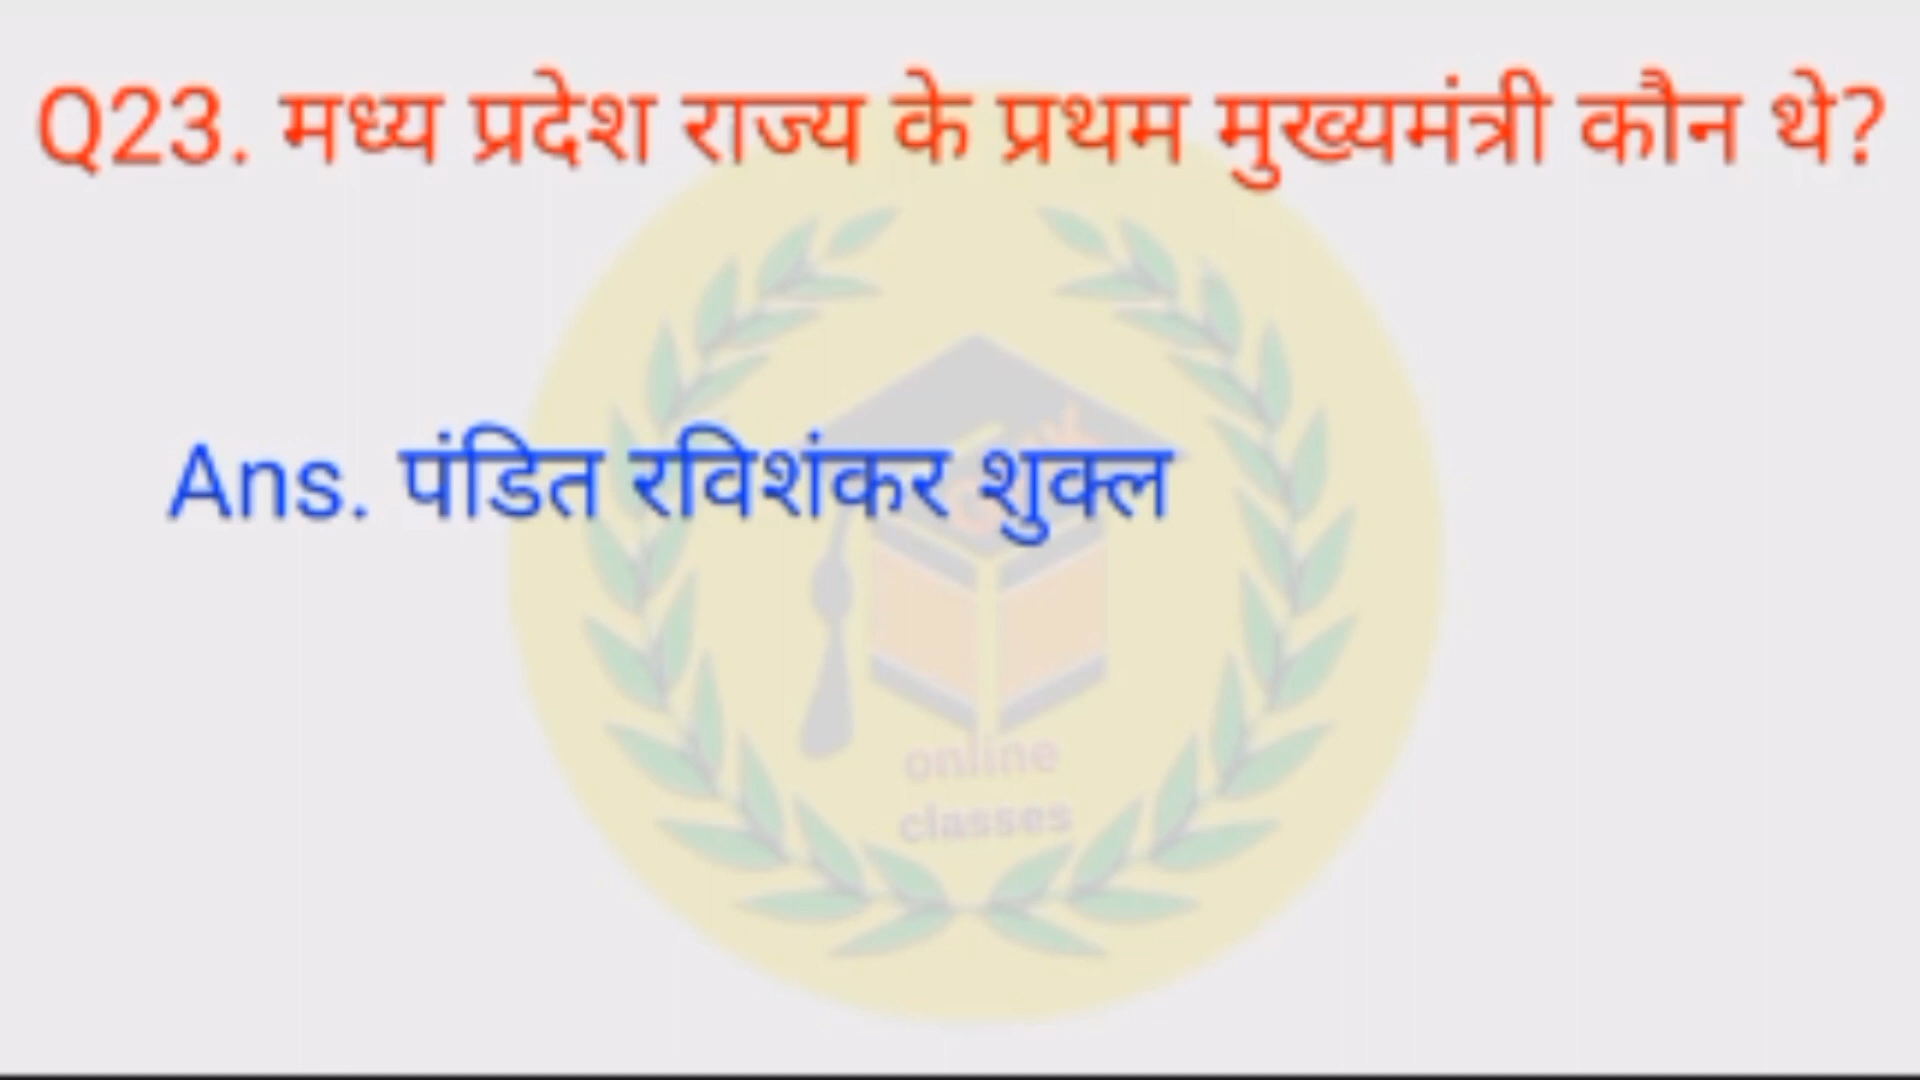 Q23. मध्य प्रदेश राज्य के प्रथम मुख्यमंत्री कौन थे?
Ans. पंडित रविशंकर शुक्ल
online
classes